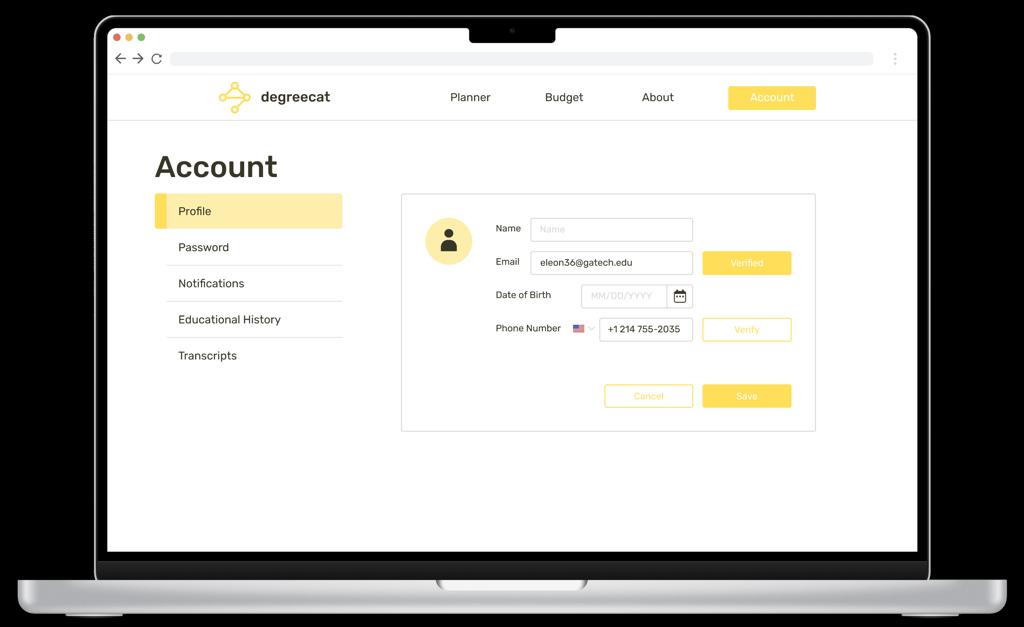 degreecat
Planner
Budget
About
Account
Account
Profile
Password
Notifications
Educational History
Transcripts
Name
Name
Email
eleon36@gatech.edu
Verified
Date of Birth
MM/DD/YYYY
Phone Number
+1 214 755-2035
Verify
Cancel
Save